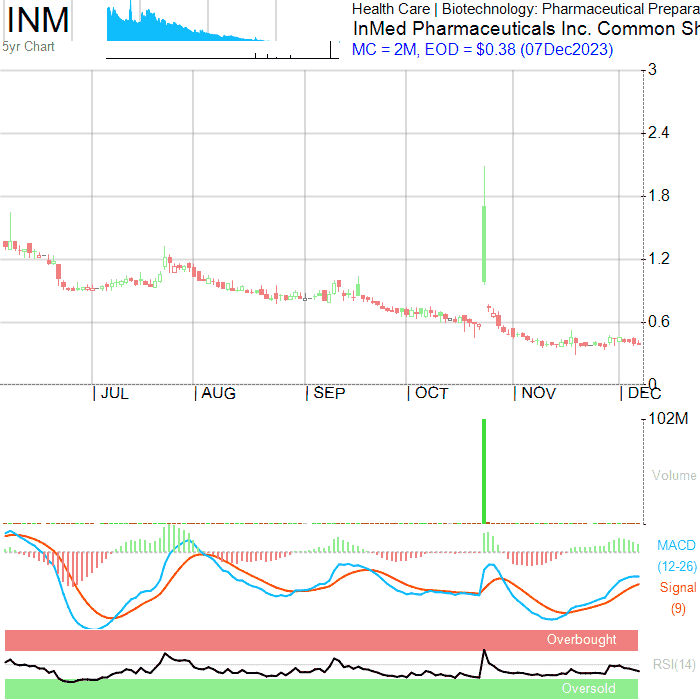 INM
5yr Chart
Health Care | Biotechnology: Pharmaceutical Prepara
InMed Pharmaceuticals Inc. Common Sh
MC = 2M, EOD = $0.38 (07Dec2023)
3
2.4
1.8
1.2
0.6
0
JUL AUG SEP OCT NOV DEC
102M
Volume
MACD
(12-26)
Signal
(9)
Overbought
RSI(14)
Oversold